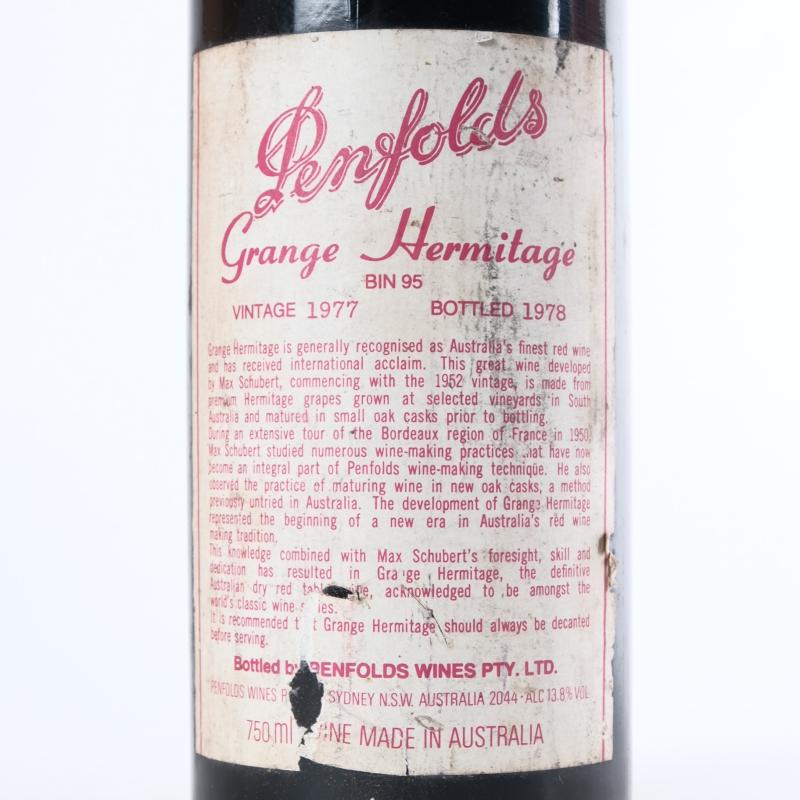 Penfolds
Grange Hermitage
BIN 95
VINTAGE 1977 BOTTLED 1978
Grange Hermitage is generally recognised as Australia's finest red wine
and has received international acclaim. This great wine developed
by Max Schubert, commencing with the 1952 vintage, is made from
premium Hermitage grapes grown at selected vineyards in South
Australia and matured in small oak casks prior to bottling.
During an extensive tour of the Bordeaux region of France in 1950
Max Schubert studied numerous wine-making practices that have now
become an integral part of Penfolds wine-making technique. He also
observed the practice of maturing wine in new oak casks, a method
previously untried in Australia. The development of Grange Hermitage
represented the beginning of a new era in Australia's red wine
making tradition.
This knowledge combined with Max Schubert's foresight, skill and
dedication has resulted in Grange Hermitage, the definitive
Australian dry red table wine, acknowledged to be amongst the
world's classic wine styles.
It is recommended that Grange Hermitage should always be decanted
before serving.
Bottled by PENFOLDS WINES PTY. LTD.
PENFOLDS WINES SYDNEY N.S.W. AUSTRALIA 2044 · ALC 13.8% VOL
750 ml WINE MADE IN AUSTRALIA